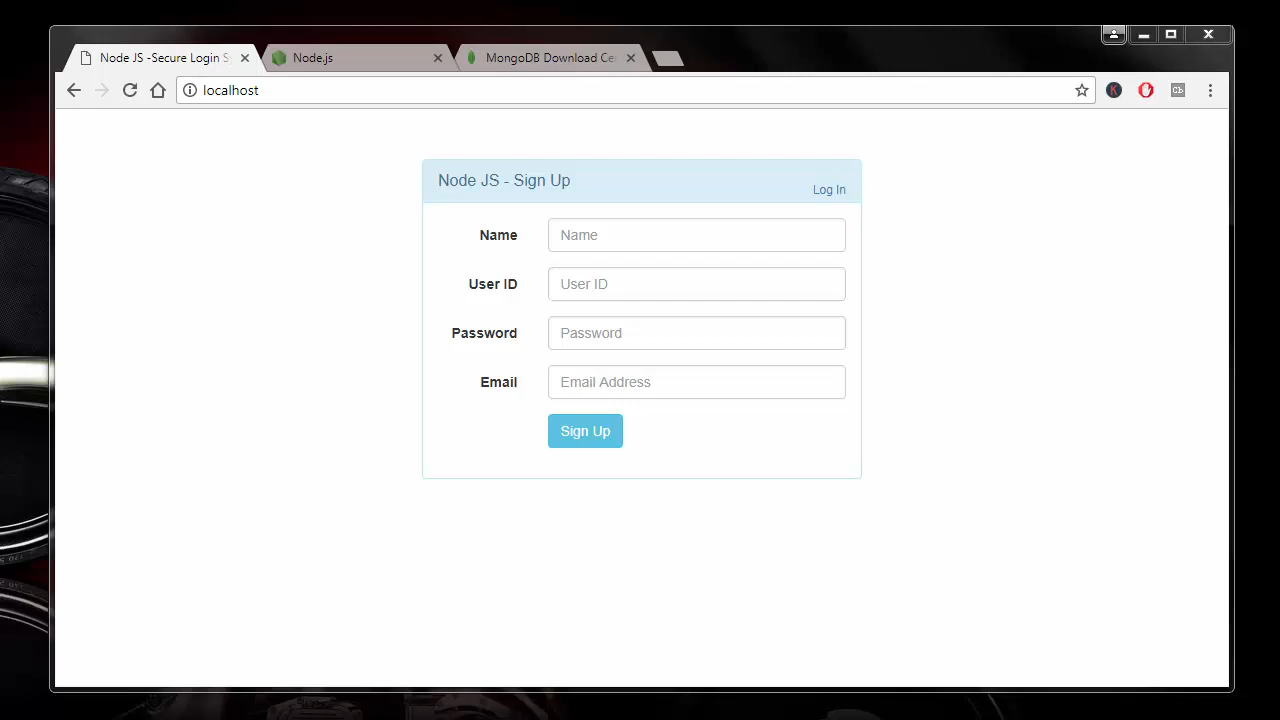 Node JS -Secure Login S
Node.js
MongoDB Download Ce
localhost
Node JS - Sign Up
Log In
Name
Name
User ID
User ID
Password
Password
Email
Email Address
Sign Up